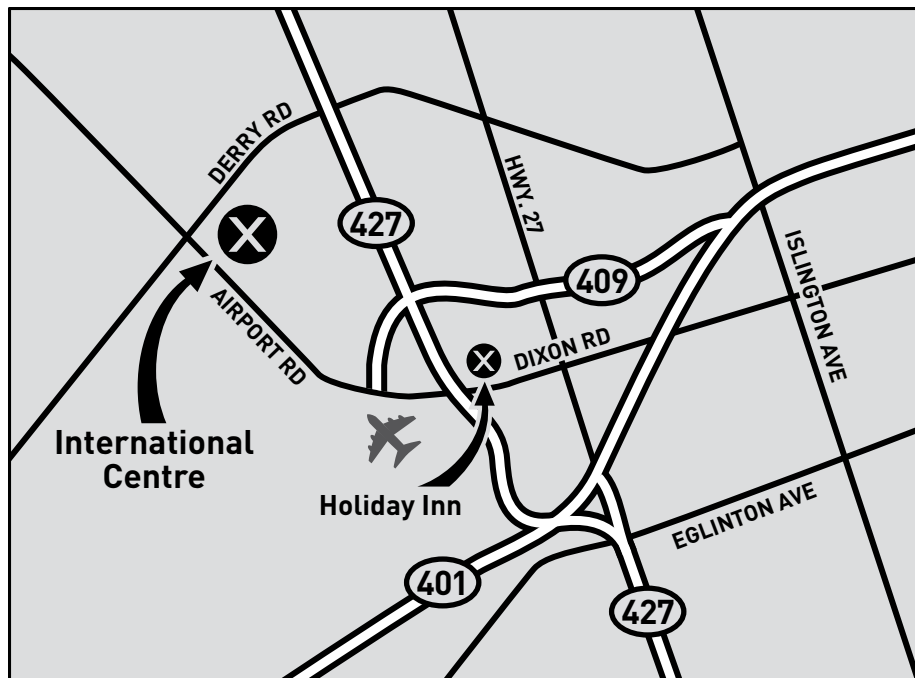 DERRY RD
X
427
HWY. 27
409
ISLINGTON AVE
AIRPORT RD
X
DIXON RD
International
Centre
Holiday Inn
EGLINTON AVE
401
427